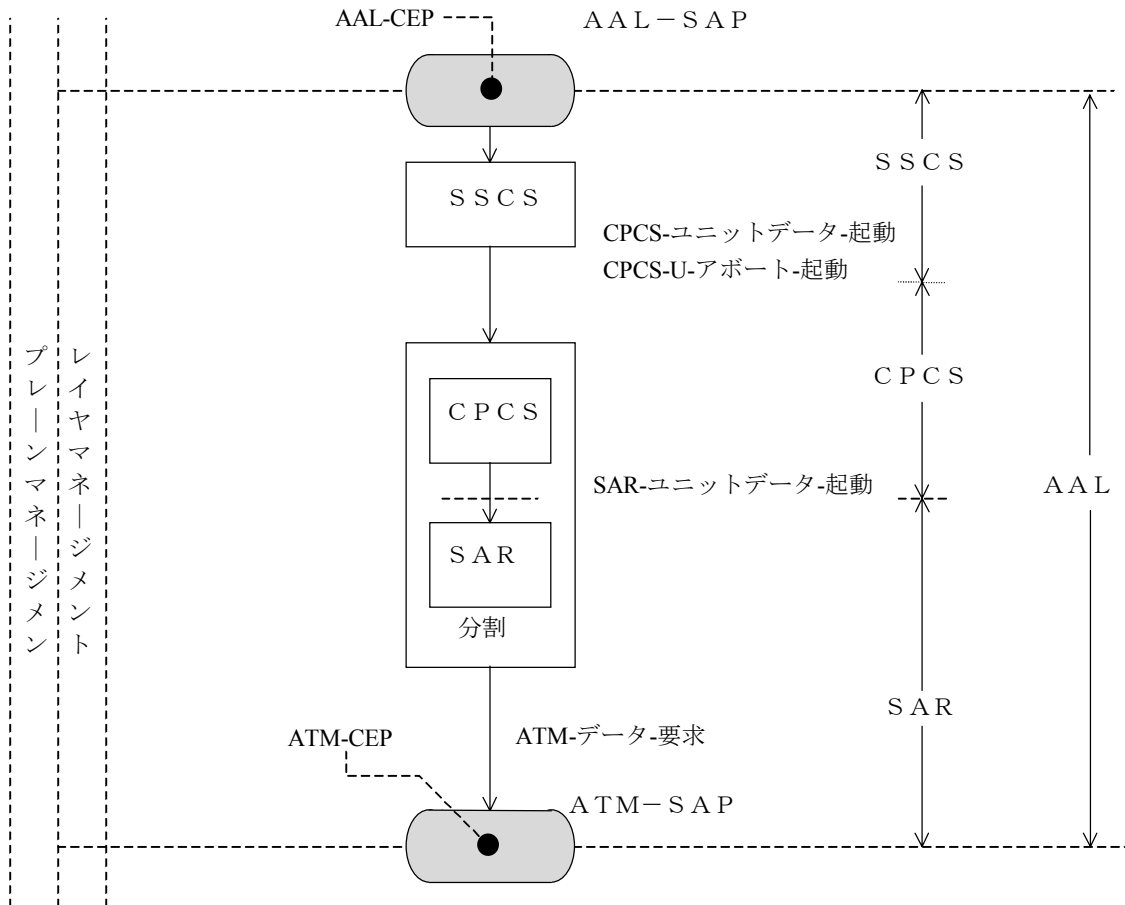 AAL-CEP
ＡＡＬ－ＳＡＰ
ＳＳＣＳ
ＳＳＣＳ
CPCS-ユニットデータ-起動
CPCS-U-アボート-起動
プレーンマネージメン
レイヤマネージメント
ＣＰＣＳ
ＣＰＣＳ
SAR-ユニットデータ-起動
ＡＡＬ
ＳＡＲ
分割
ＳＡＲ
ATM-CEP
ATM-データ-要求
ＡＴＭ－ＳＡＰ